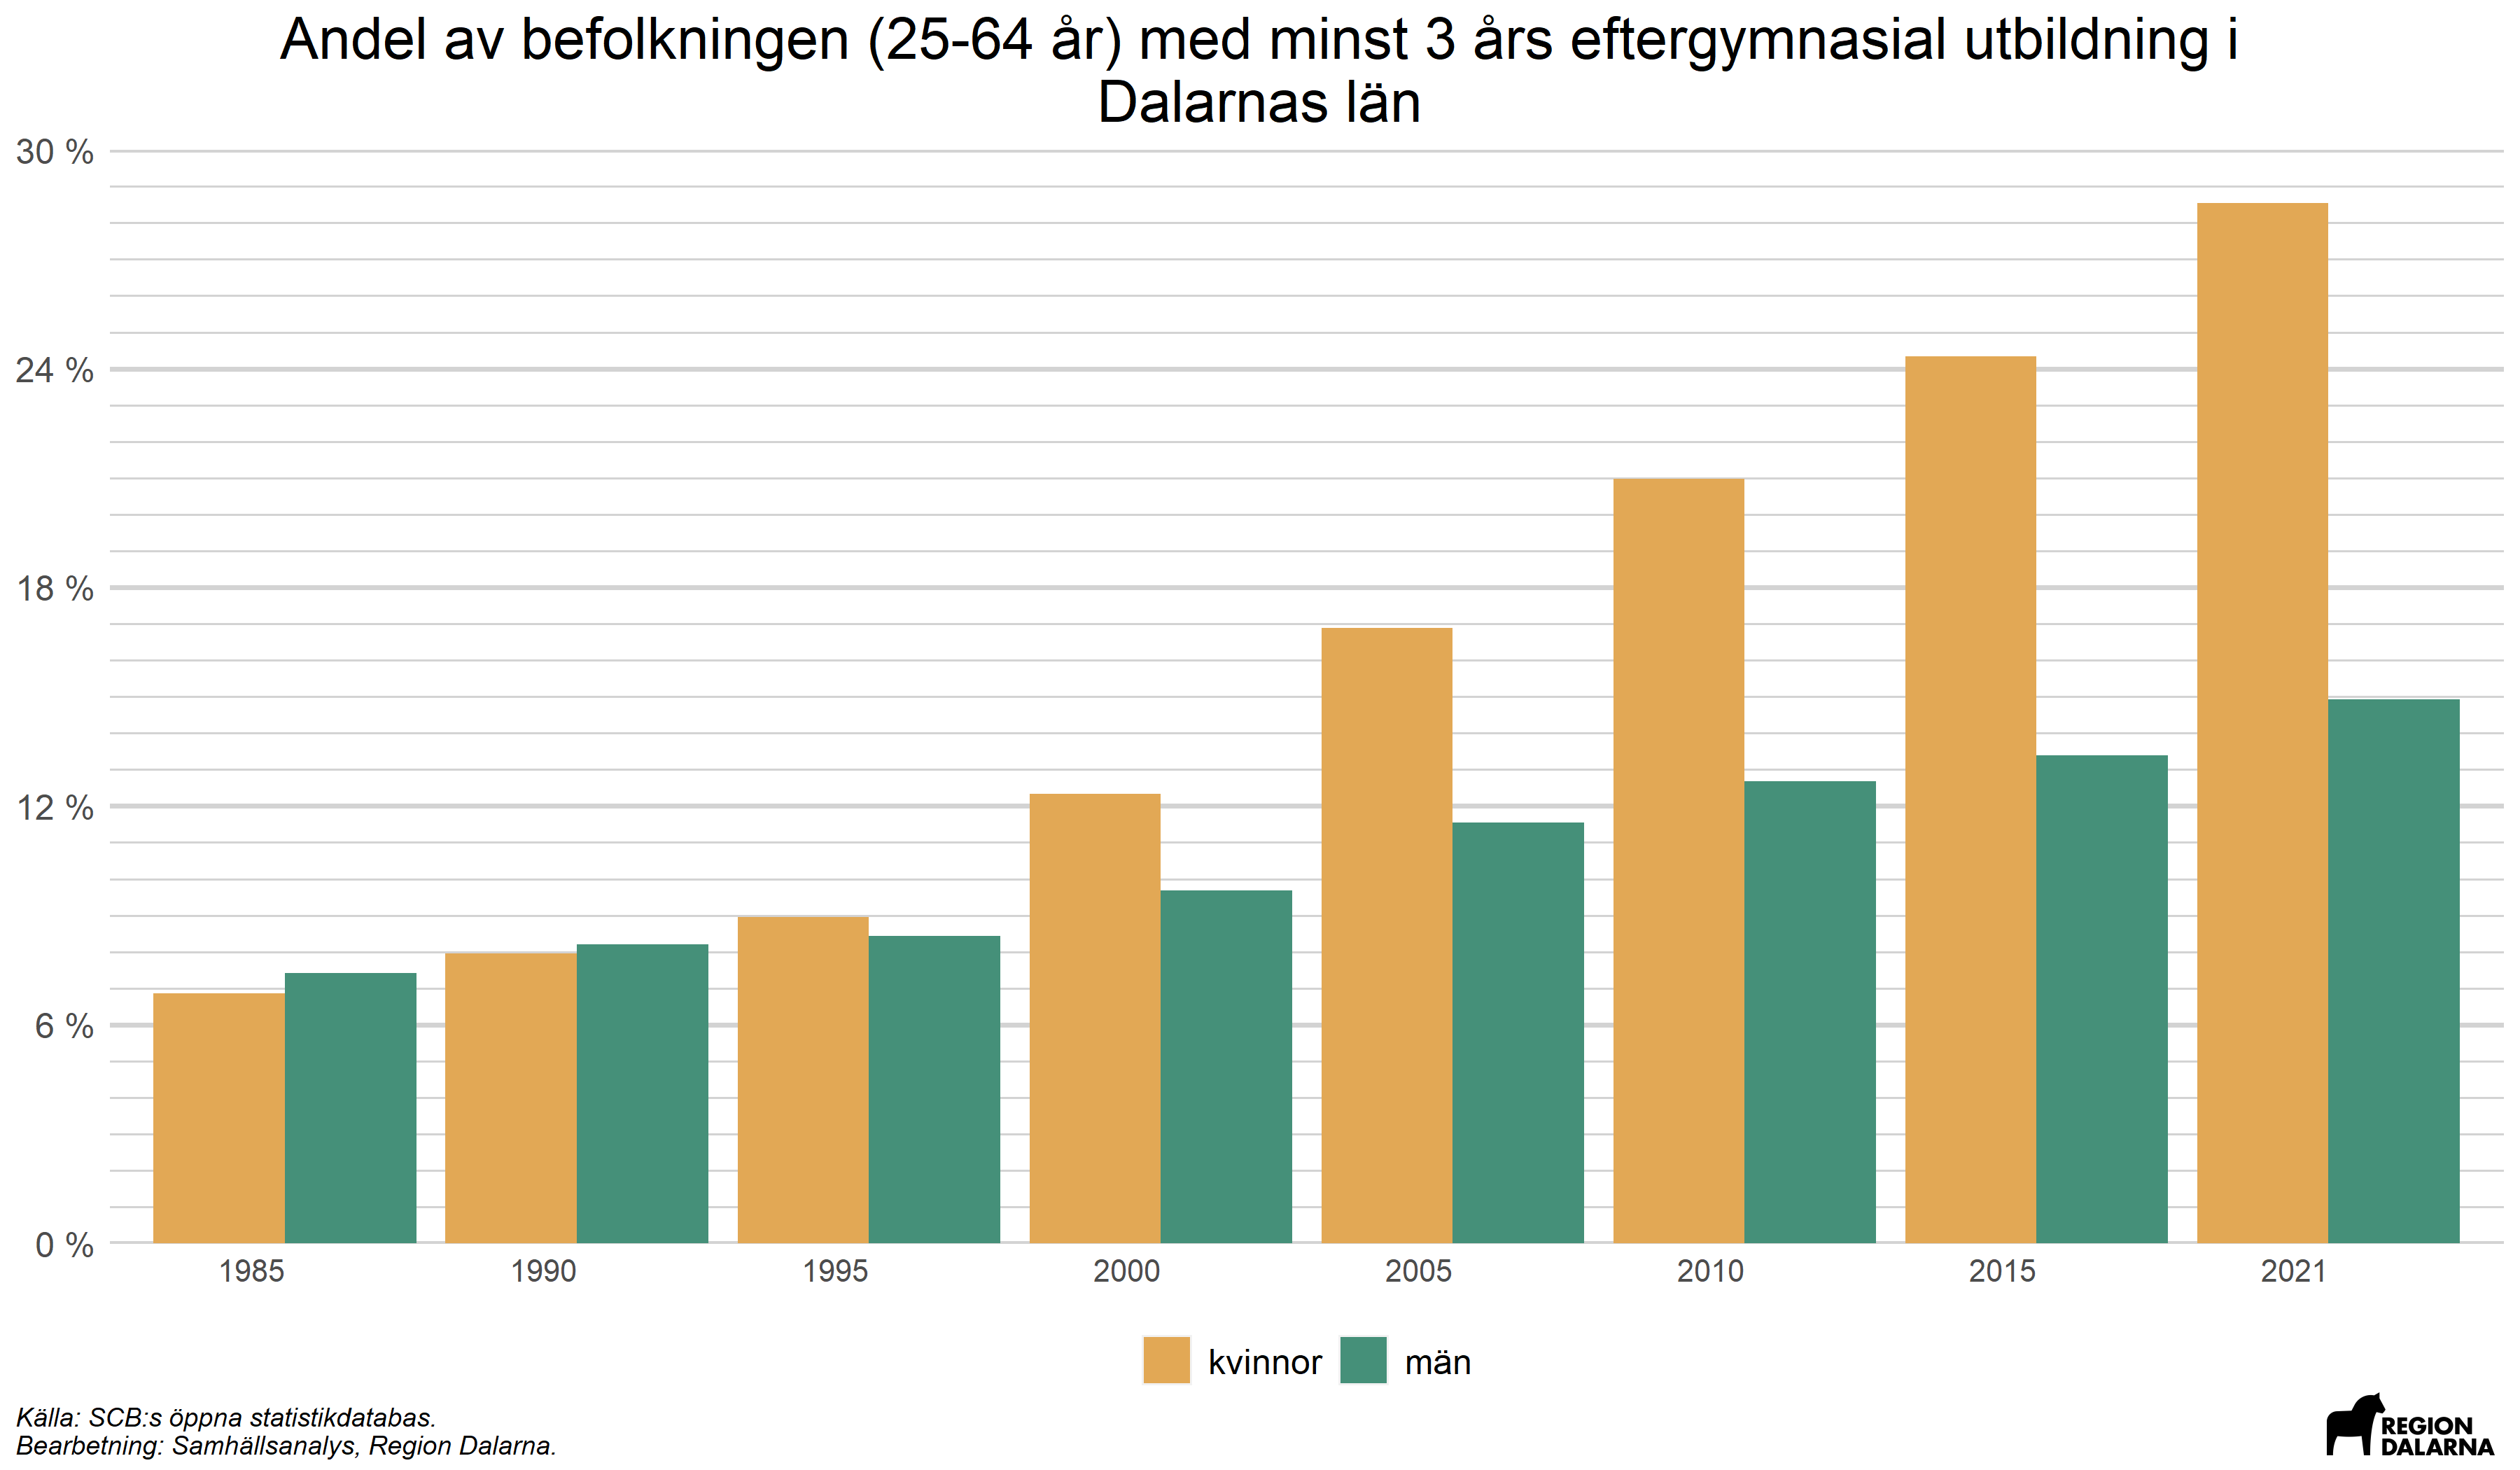 Andel av befolkningen (25-64 år) med minst 3 års eftergymnasial utbildning i
Dalarnas län
30 %
24 %
18 %
12 %
6 %
0 %
1985 1990 1995 2000 2005 2010 2015 2021
kvinnor män
Källa: SCB:s öppna statistikdatabas.
Bearbetning: Samhällsanalys, Region Dalarna.
REGION
DALARNA